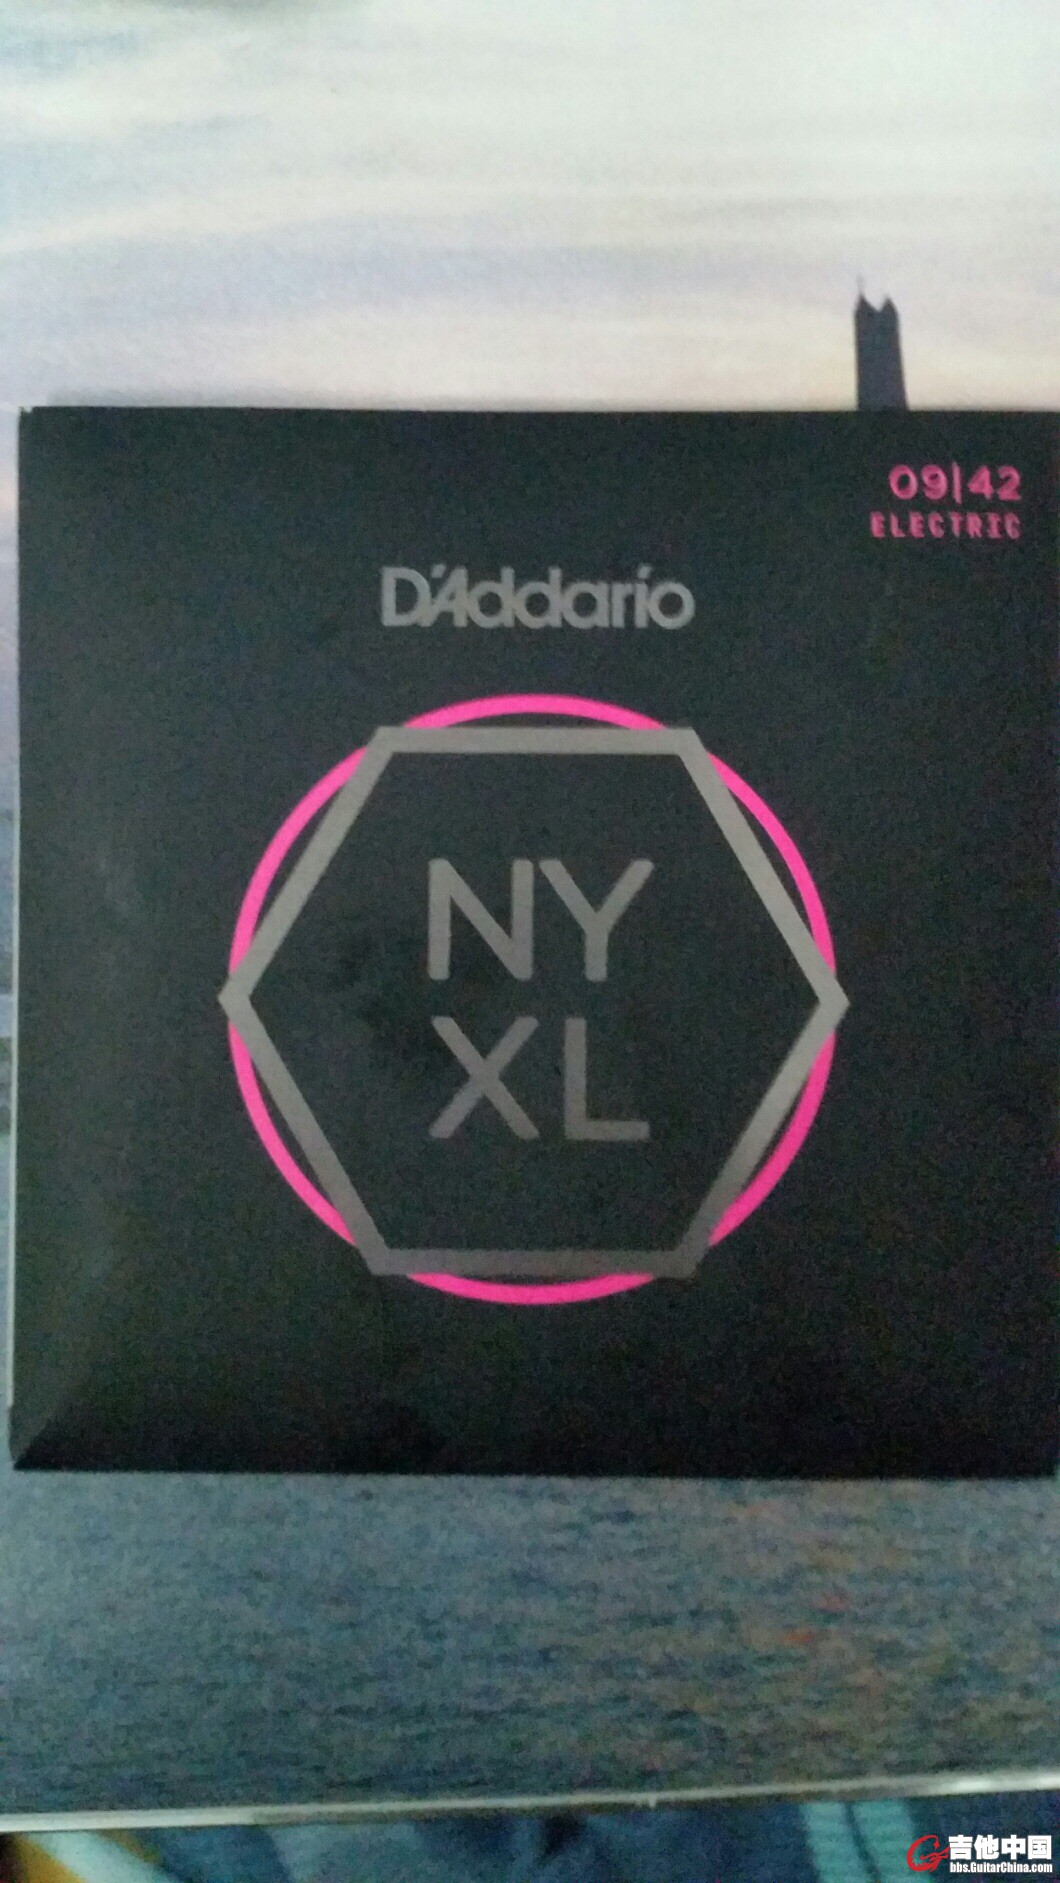 09|42
ELECTRIC
D'Addario
NY
XL
吉他中国
bbs.GuitarChina.com